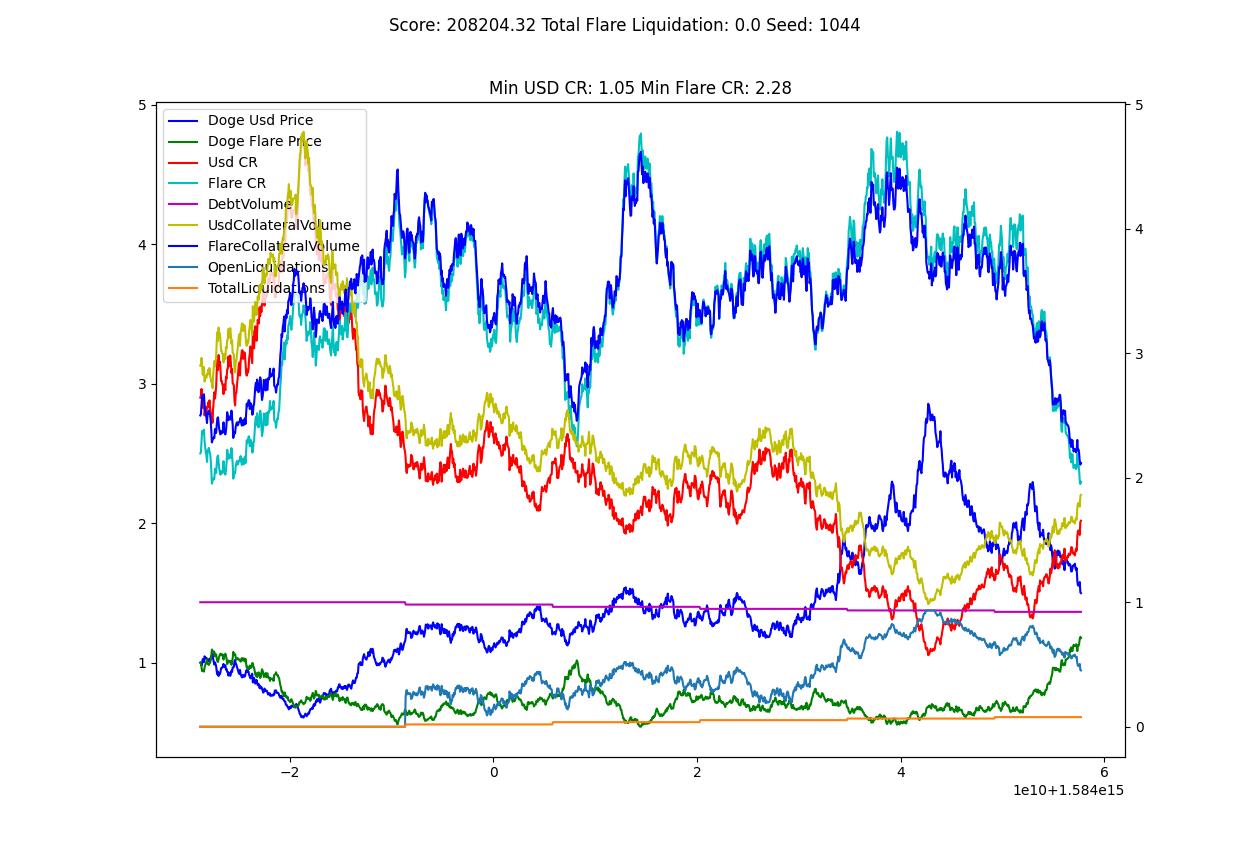 Score: 208204.32 Total Flare Liquidation: 0.0 Seed: 1044
Min USD CR: 1.05 Min Flare CR: 2.28
Doge Usd Price
Doge Flare Price
Usd CR
Flare CR
DebtVolume
UsdCollateralVolume
FlareCollateralVolume
OpenLiquidations
TotalLiquidations
5
4
3
2
1
5
4
3
2
1
0
−2
0
2
4
6
1e10+1.584e15